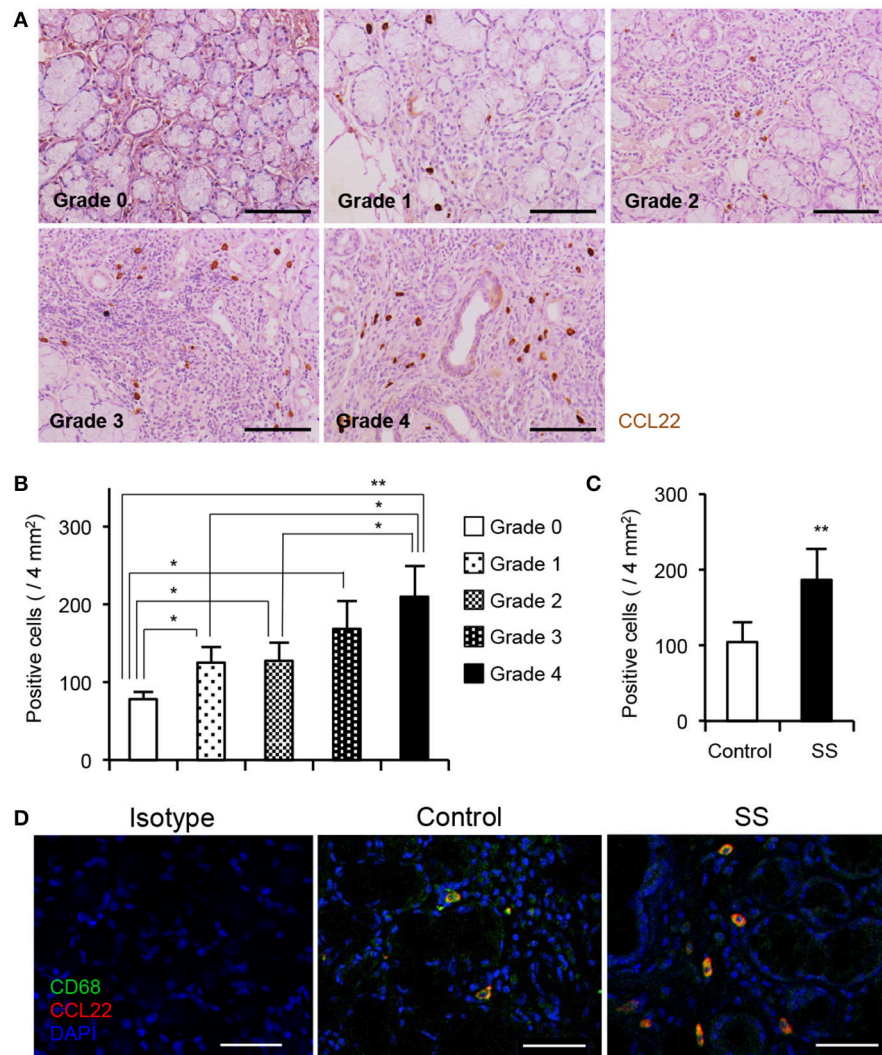 A
Grade 0
Grade 1
Grade 2
Grade 3
Grade 4
CCL22
B
Positive cells ( / 4 mm²)
300
200
100
0
*
*
*
**
*
*
Grade 0
Grade 1
Grade 2
Grade 3
Grade 4
C
Positive cells ( / 4 mm²)
300
200
100
0
**
Control SS
D
Isotype
Control
SS
CD68
CCL22
DAPI